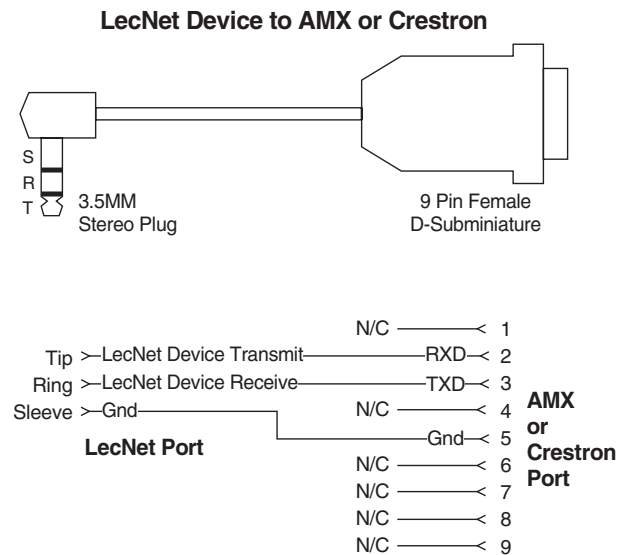 LecNet Device to AMX or Crestron
S
R
T
3.5MM
Stereo Plug
9 Pin Female
D-Subminiature
N/C 1
Tip LecNet Device Transmit RXD 2
Ring LecNet Device Receive TXD 3
Sleeve Gnd N/C 4
Gnd 5
LecNet Port
AMX
or
Crestron
Port
N/C 6
N/C 7
N/C 8
N/C 9